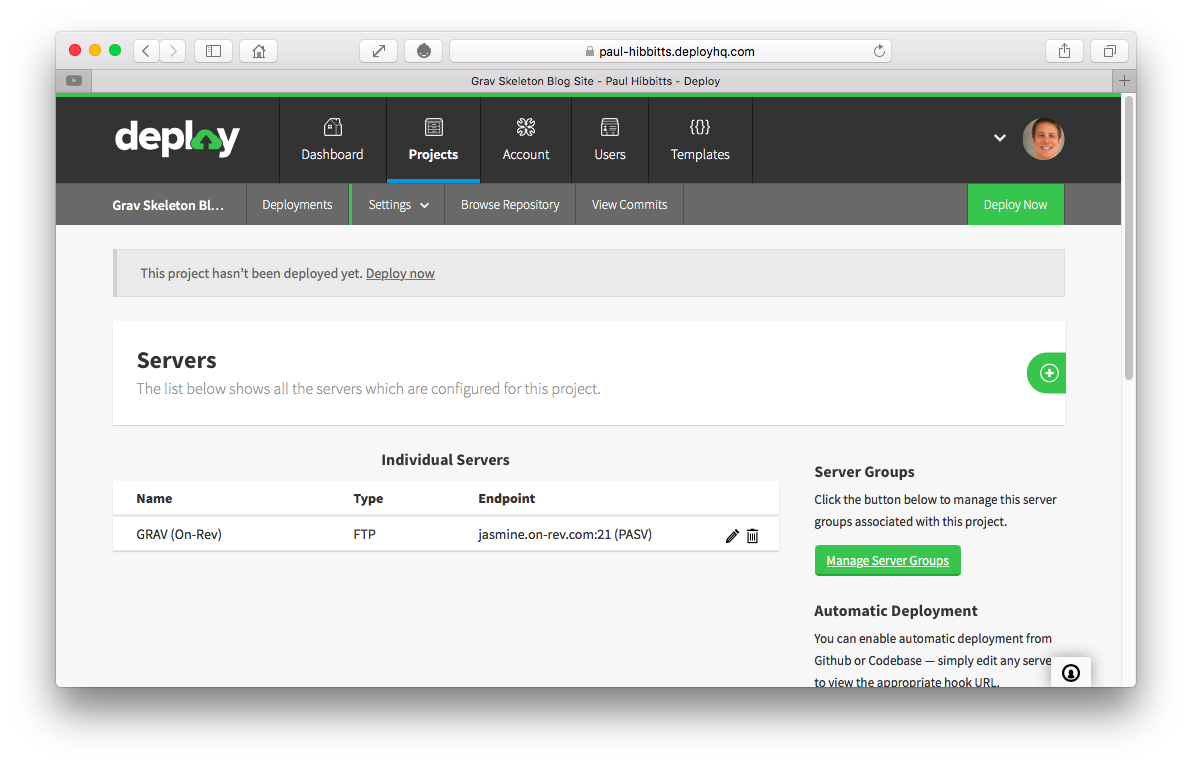 paul-hibbitts.deployhq.com
Grav Skeleton Blog Site - Paul Hibbitts - Deploy
deploy
Dashboard
Projects
Account
Users
{{}}
Templates
Grav Skeleton Bl...
Deployments
Settings
Browse Repository
View Commits
Deploy Now
This project hasn’t been deployed yet. Deploy now
Servers
The list below shows all the servers which are configured for this project.
Individual Servers
Name Type Endpoint
GRAV (On-Rev) FTP jasmine.on-rev.com:21 (PASV)
Server Groups
Click the button below to manage this server
groups associated with this project.
Manage Server Groups
Automatic Deployment
You can enable automatic deployment from
Github or Codebase — simply edit any serve
to view the appropriate hook URL.